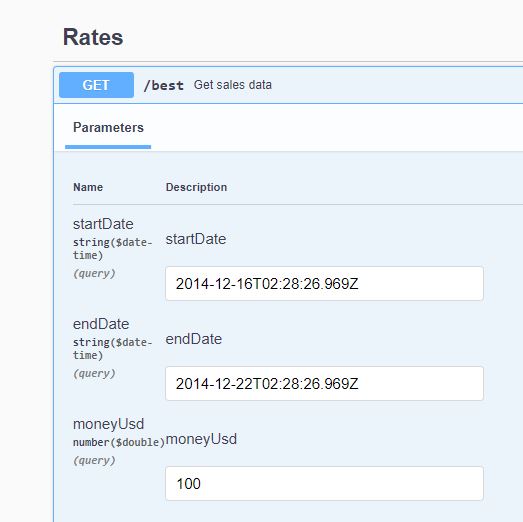 Rates
GET /best Get sales data
Parameters
Name Description
startDate
string($date-
time)
(query)
startDate
2014-12-16T02:28:26.969Z
endDate
string($date-
time)
(query)
endDate
2014-12-22T02:28:26.969Z
moneyUsd
number($double)
(query)
moneyUsd
100